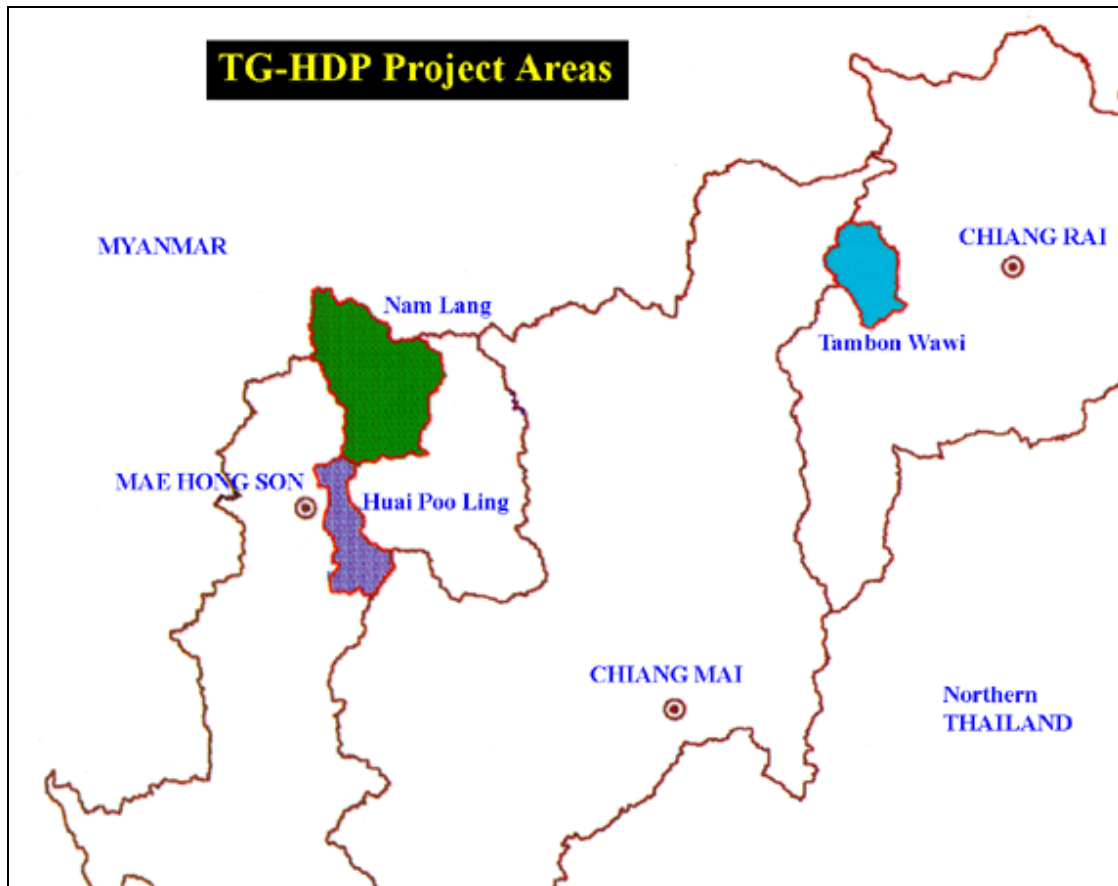 TG-HDP Project Areas
MYANMAR
CHIANG RAI
Nam Lang
Tambon Wawi
MAE HONG SON
Huai Poo Ling
CHIANG MAI
Northern
THAILAND